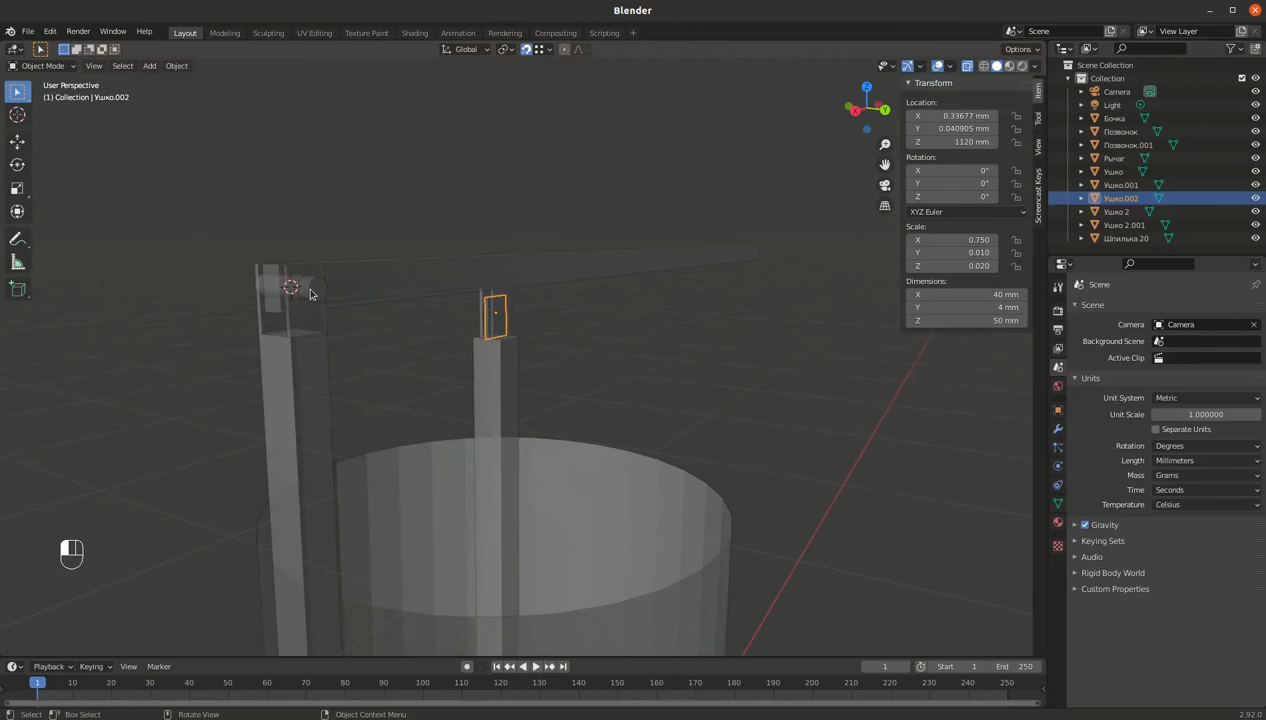 Blender
File Edit Render Window Help Layout Modeling Sculpting UV Editing Texture Paint Shading Animation Rendering Compositing Scripting + Scene View Layer
Global Options
Object Mode View Select Add Object
User Perspective
(1) Collection | Ушко.002
Transform
Location:
X 0.33677 mm
Y 0.040905 mm
Z 1120 mm
Rotation:
X 0°
Y 0°
Z 0°
XYZ Euler
Scale:
X 0.750
Y 0.010
Z 0.020
Dimensions:
X 40 mm
Y 4 mm
Z 50 mm
Item
Tool
View
Screencast Keys
Z
X
Y
Scene Collection
Collection
Camera
Light
Бочка
Позвонок
Позвонок.001
Рычаг
Ушко
Ушко.001
Ушко.002
Ушко 2
Ушко 2.001
Шпилька 20
Scene
Scene
Camera Camera
Background Scene
Active Clip
Units
Unit System Metric
Unit Scale 1.000000
Separate Units
Rotation Degrees
Length Millimeters
Mass Grams
Time Seconds
Temperature Celsius
Gravity
Keying Sets
Audio
Rigid Body World
Custom Properties
Playback Keying View Marker 1 Start 1 End 250
1 10 20 30 40 50 60 70 80 90 100 110 120 130 140 150 160 170 180 190 200 210 220 230 240 250
Select Box Select Rotate View Object Context Menu 2.92.0